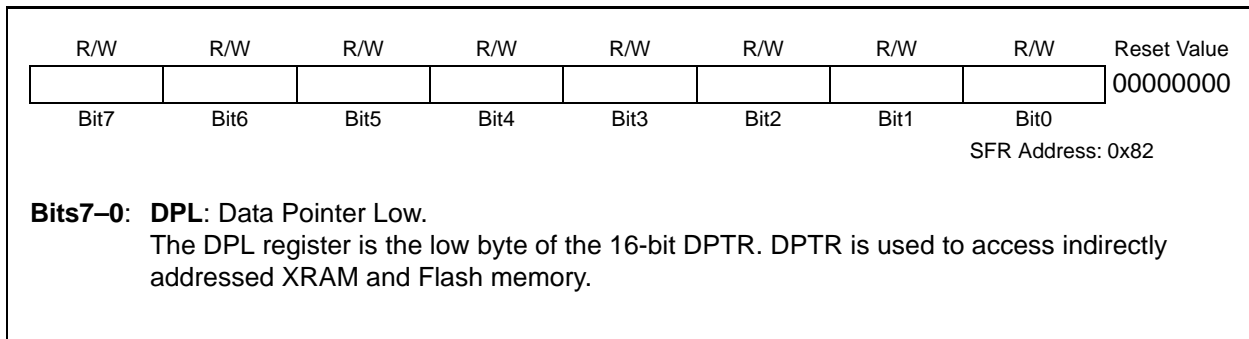 R/W R/W R/W R/W R/W R/W R/W R/W Reset Value
00000000
Bit7 Bit6 Bit5 Bit4 Bit3 Bit2 Bit1 Bit0
SFR Address: 0x82
Bits7–0: DPL: Data Pointer Low.
The DPL register is the low byte of the 16-bit DPTR. DPTR is used to access indirectly
addressed XRAM and Flash memory.